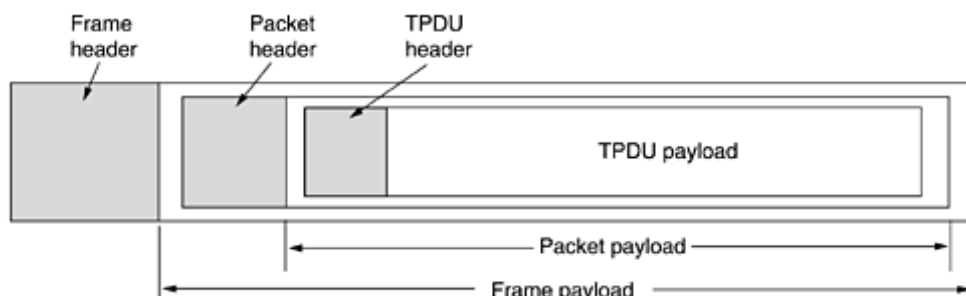 Frame
header
Packet
header
TPDU
header
TPDU payload
Packet payload
Frame payload